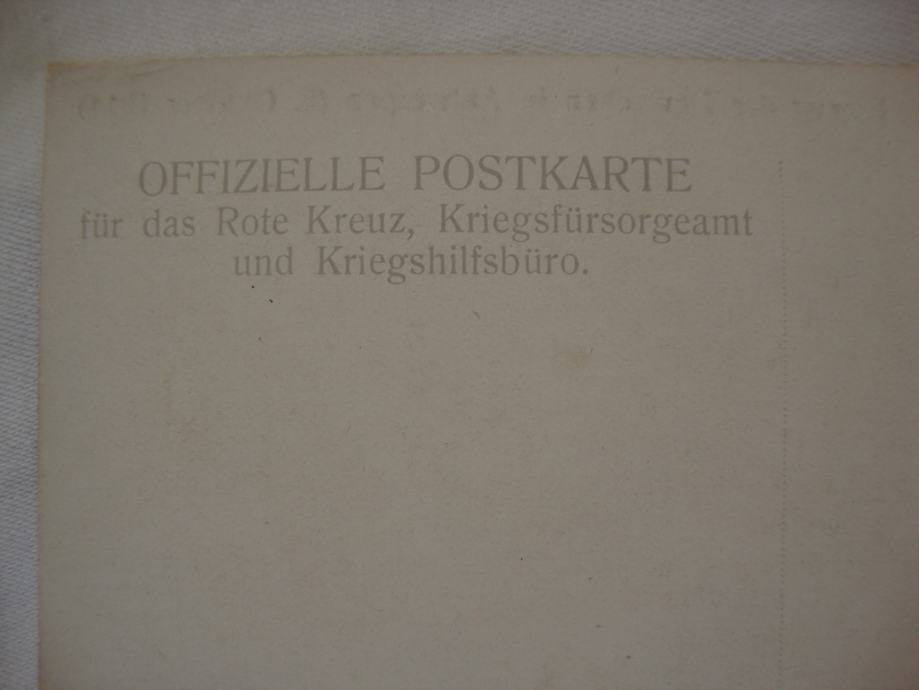 OFFIZIELLE POSTKARTE
für das Rote Kreuz, Kriegsfürsorgeamt
und Kriegshilfsbüro.